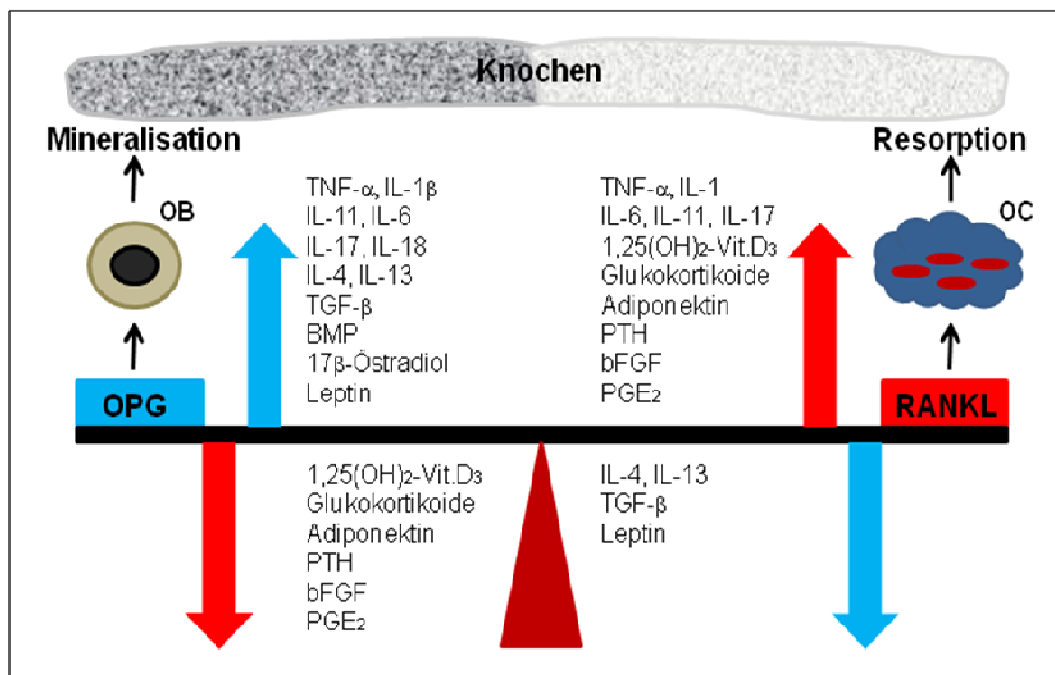 Knochen
Mineralisation
Resorption
OB
OC
TNF-α, IL-1β
IL-11, IL-6
IL-17, IL-18
IL-4, IL-13
TGF-β
BMP
17β-Östradiol
Leptin
TNF-α, IL-1
IL-6, IL-11, IL-17
1,25(OH)₂-Vit.D₃
Glukokortikoide
Adiponektin
PTH
bFGF
PGE₂
OPG
RANKL
1,25(OH)₂-Vit.D₃
Glukokortikoide
Adiponektin
PTH
bFGF
PGE₂
IL-4, IL-13
TGF-β
Leptin